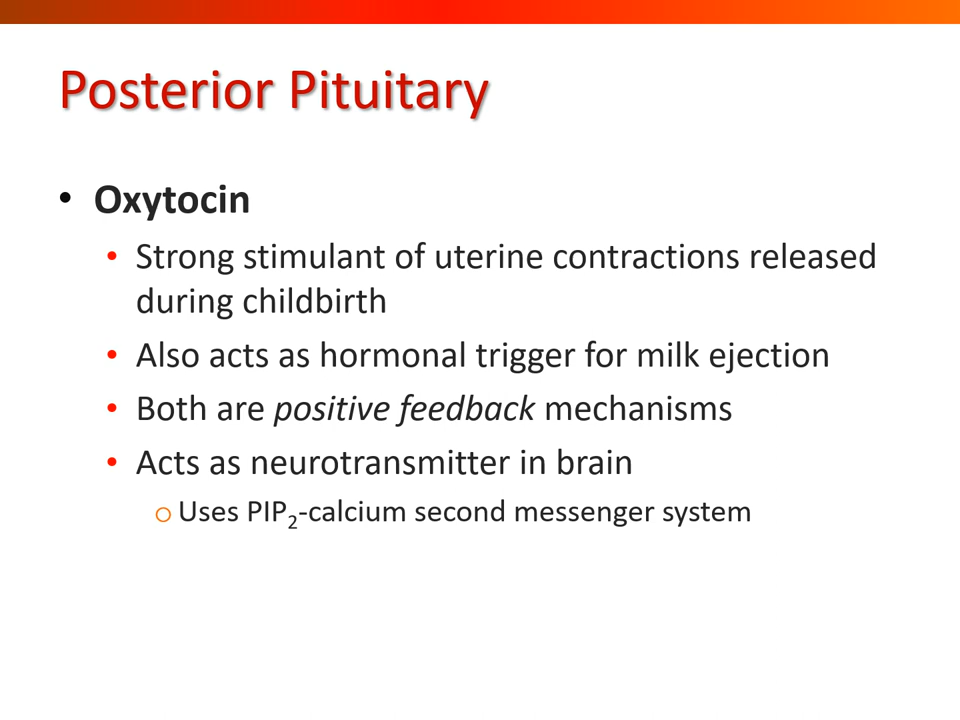 Posterior Pituitary
• Oxytocin
• Strong stimulant of uterine contractions released
during childbirth
• Also acts as hormonal trigger for milk ejection
• Both are positive feedback mechanisms
• Acts as neurotransmitter in brain
o Uses PIP₂-calcium second messenger system